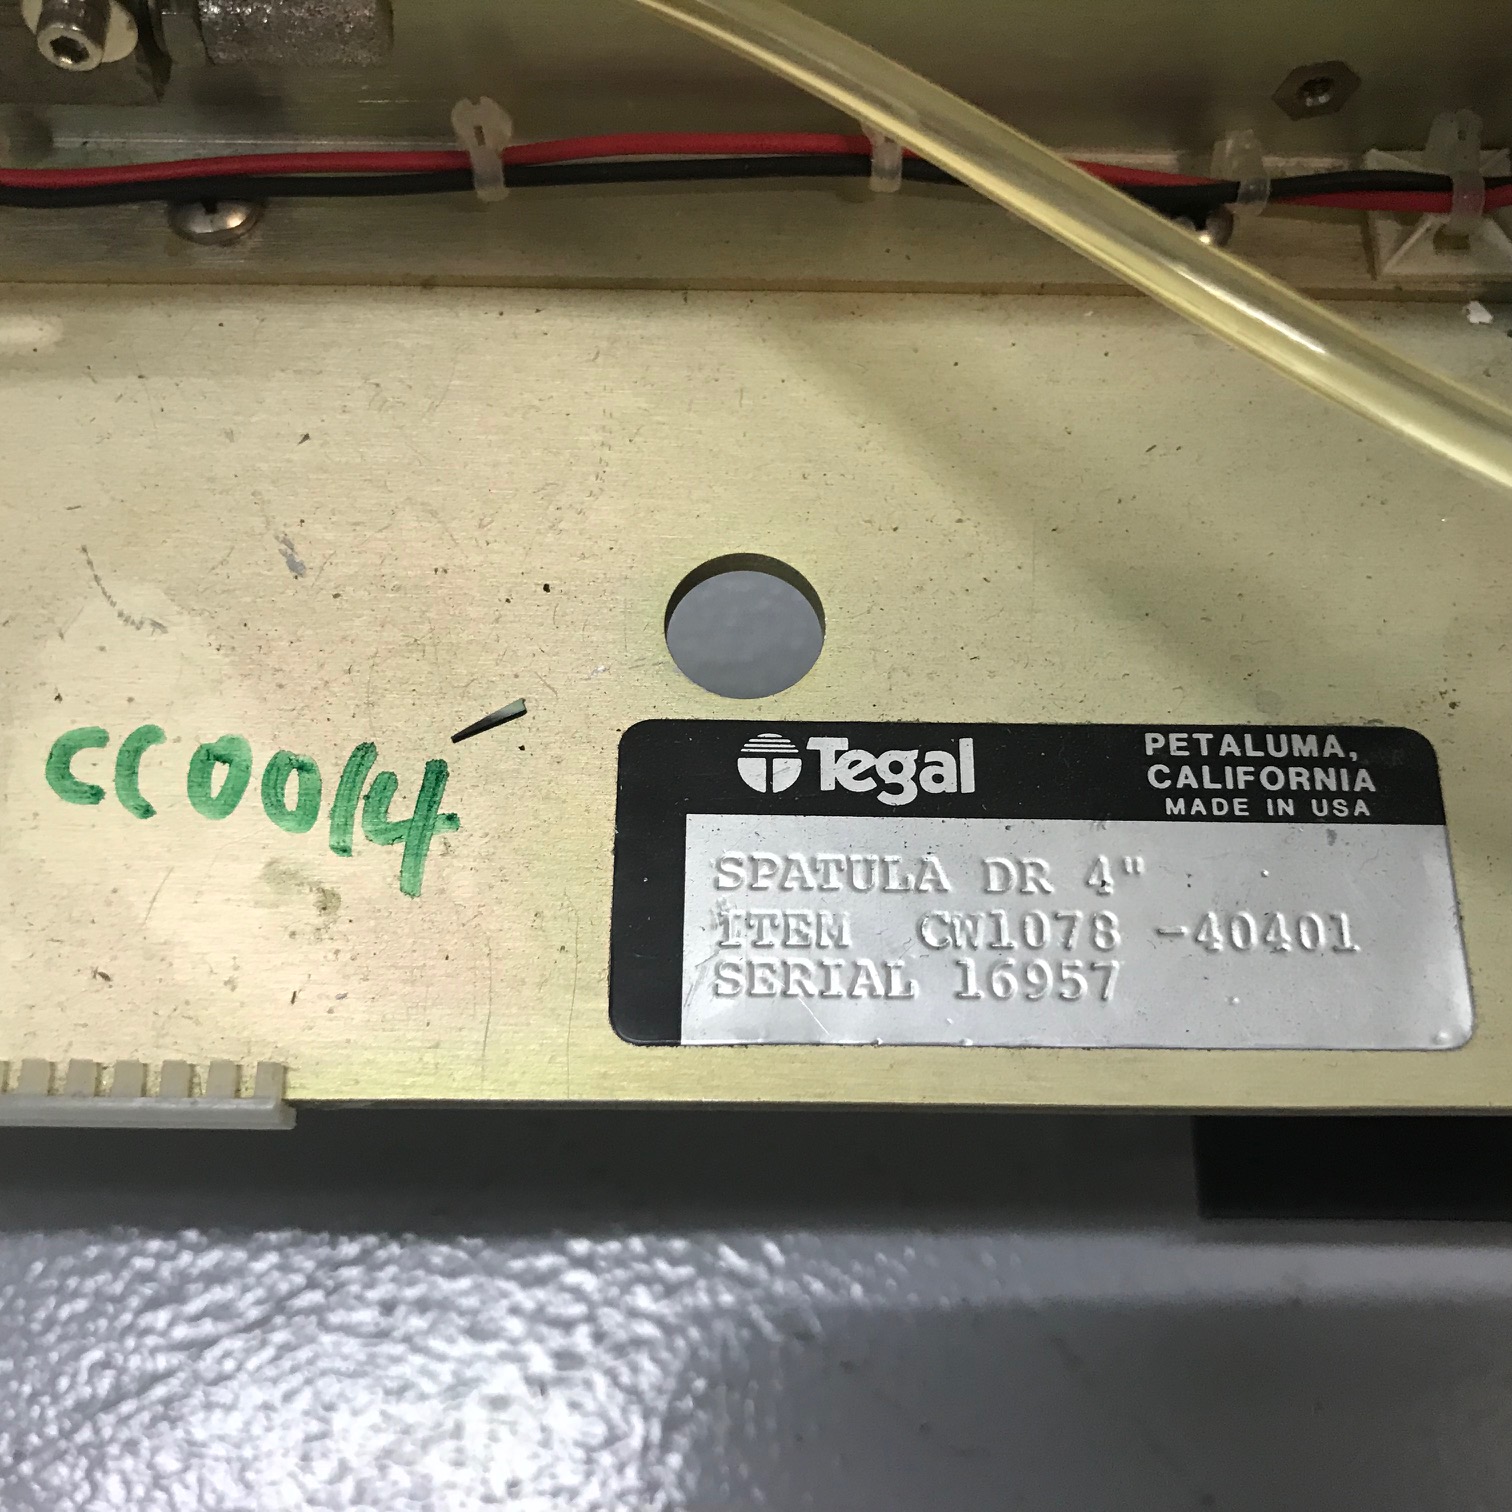 CC0014
Tegal
PETALUMA,
CALIFORNIA
MADE IN USA
SPATULA DR 4"
ITEM CW1078 -40401
SERIAL 16957